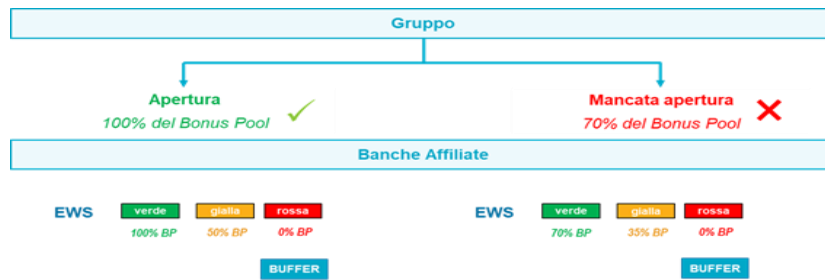 Gruppo
Apertura
100% del Bonus Pool
Mancata apertura
70% del Bonus Pool
Banche Affiliate
EWS verde gialla rossa
100% BP 50% BP 0% BP
BUFFER
EWS verde gialla rossa
70% BP 35% BP 0% BP
BUFFER